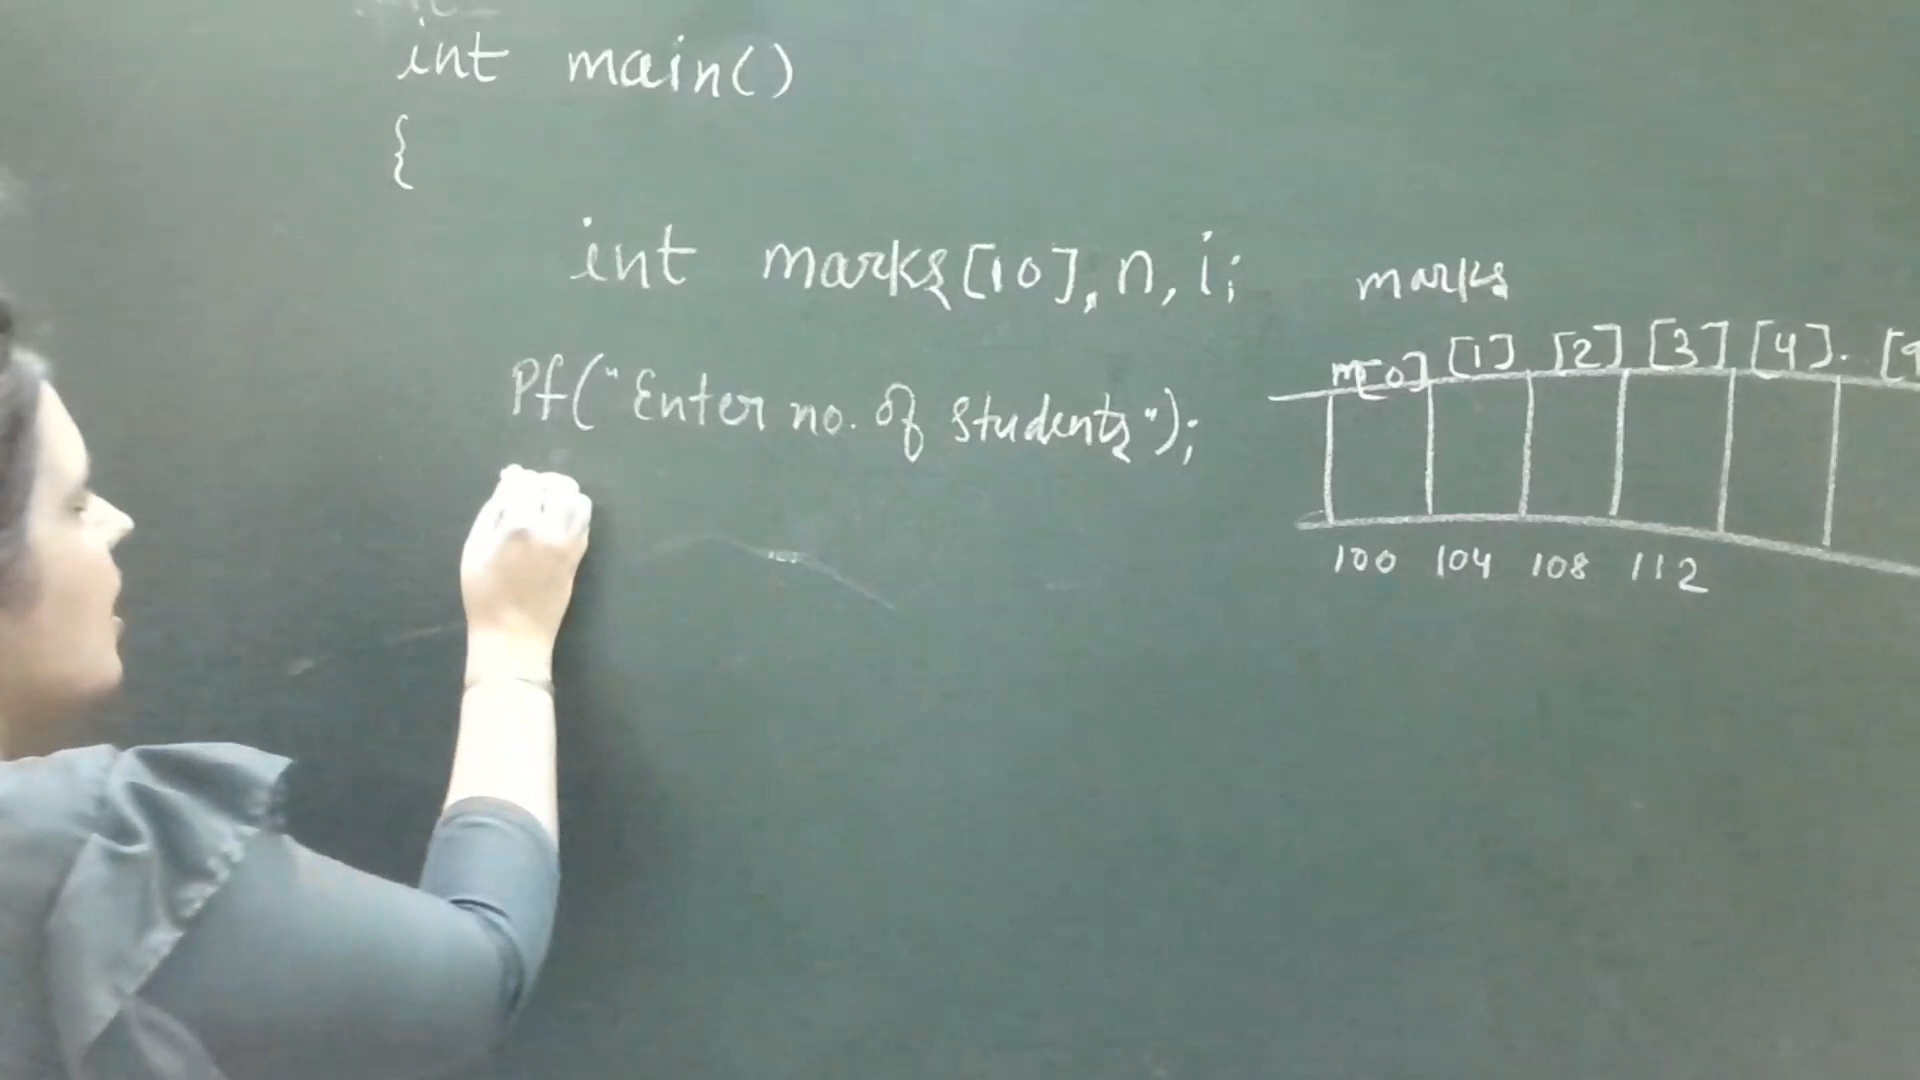 int main()
{
int marks[10], n, i;
Pf("Enter no. of students");
marks
m[0] [1] [2] [3] [4].
100 104 108 112